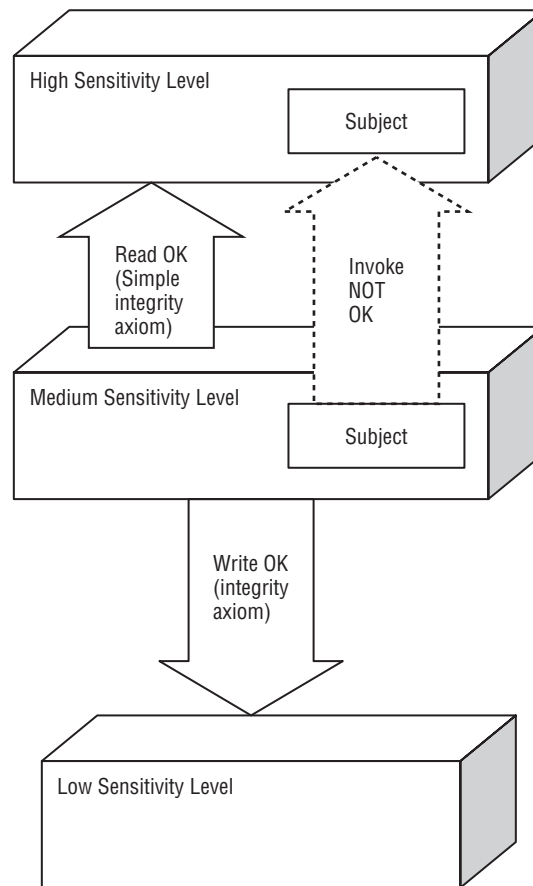 High Sensitivity Level
Subject
Read OK
(Simple
integrity
axiom)
Invoke
NOT
OK
Medium Sensitivity Level
Subject
Write OK
(integrity
axiom)
Low Sensitivity Level